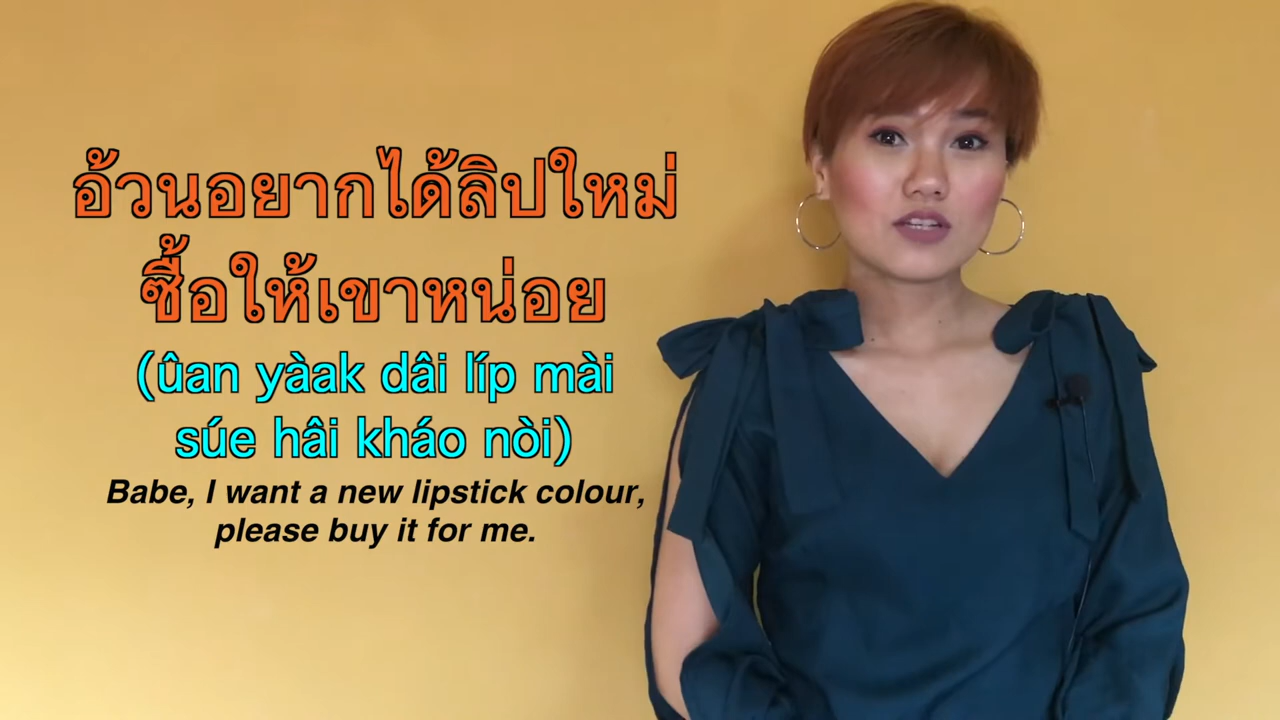 อ้วนอยากได้ลิปใหม่
ซื้อให้เขาหน่อย
(ûan yàak dâi líp mài
súe hâi kháo nòi)
Babe, I want a new lipstick colour,
please buy it for me.